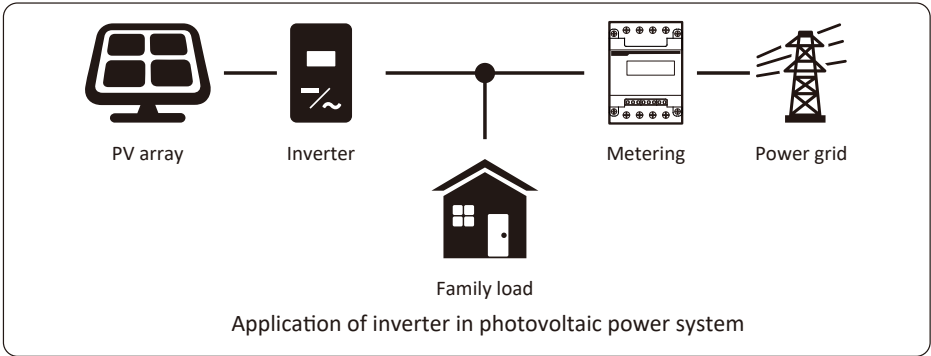 PV array
Inverter
Metering
Power grid
Family load
Application of inverter in photovoltaic power system